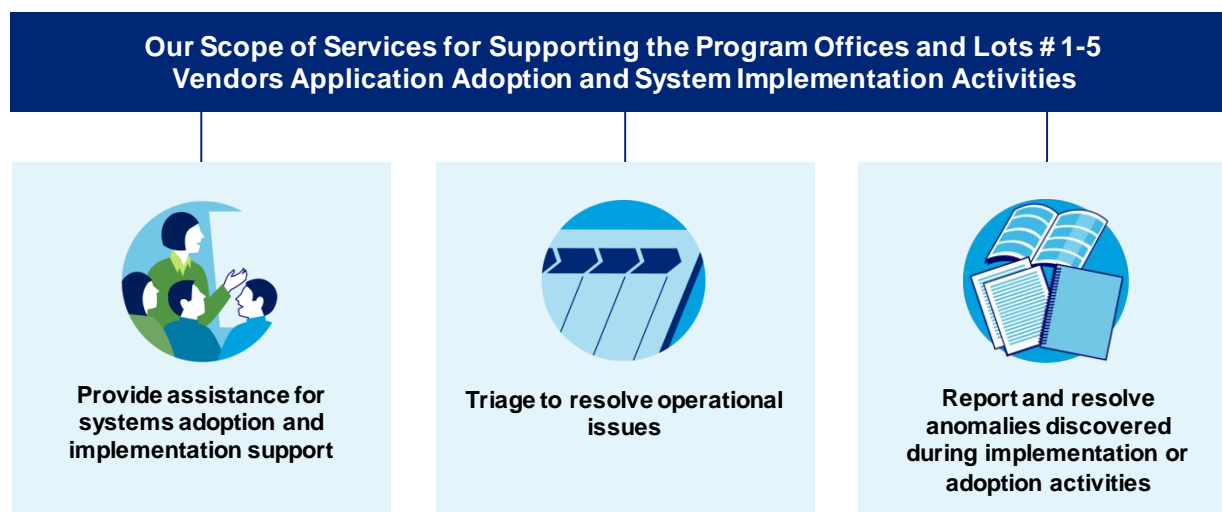 Our Scope of Services for Supporting the Program Offices and Lots # 1-5
Vendors Application Adoption and System Implementation Activities
Provide assistance for
systems adoption and
implementation support
Triage to resolve operational
issues
Report and resolve
anomalies discovered
during implementation or
adoption activities